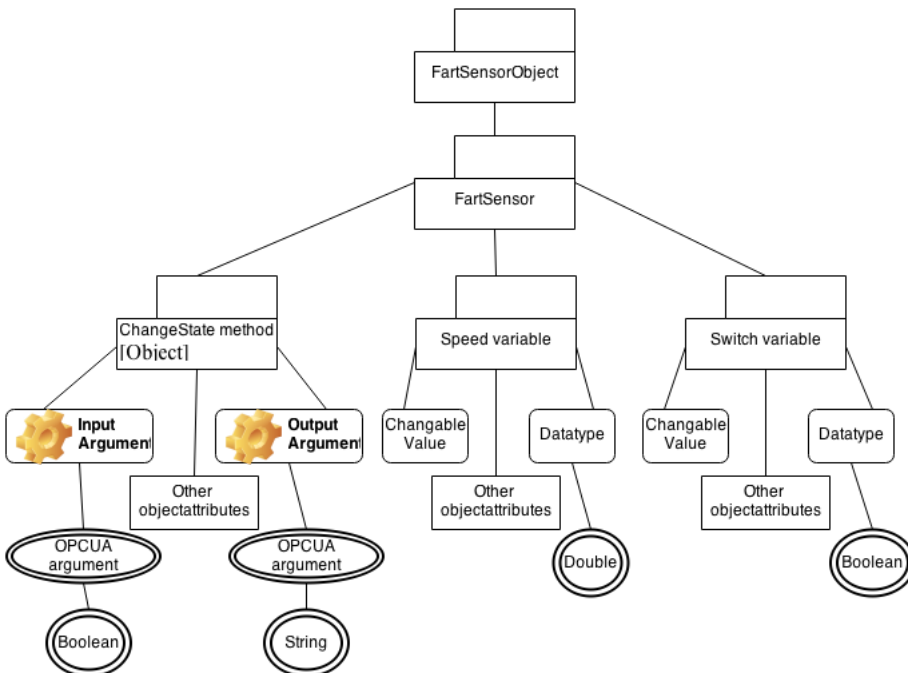 FartSensorObject
FartSensor
ChangeState method
[Object]
Speed variable
Switch variable
Input
Argument
Output
Argument
Changable
Value
Datatype
Changable
Value
Datatype
Other
objectattributes
Other
objectattributes
Other
objectattributes
OPCUA
argument
OPCUA
argument
Double
Boolean
Boolean
String